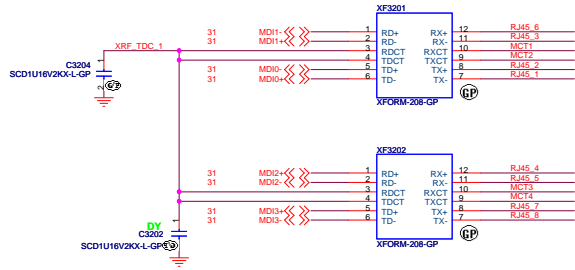 XF3201
31 MDI1- 1 RD+ RX+ 12 RJ45_6
31 MDI1+ 2 RD- RX- 11 RJ45_3
XRF_TDC_1 3 RDCT RXCT 10 MCT1
4 TDCT TXCT 9 MCT2
31 MDI0- 5 TD+ TX+ 8 RJ45_2
31 MDI0+ 6 TD- TX- 7 RJ45_1
XFORM-208-GP
GP
C3204
SCD1U16V2KX-L-GP
1
2
XF3202
31 MDI2+ 1 RD+ RX+ 12 RJ45_4
31 MDI2- 2 RD- RX- 11 RJ45_5
3 RDCT RXCT 10 MCT3
4 TDCT TXCT 9 MCT4
31 MDI3+ 5 TD+ TX+ 8 RJ45_7
31 MDI3- 6 TD- TX- 7 RJ45_8
XFORM-208-GP
GP
DY
1
C3202
SCD1U16V2KX-L-GP